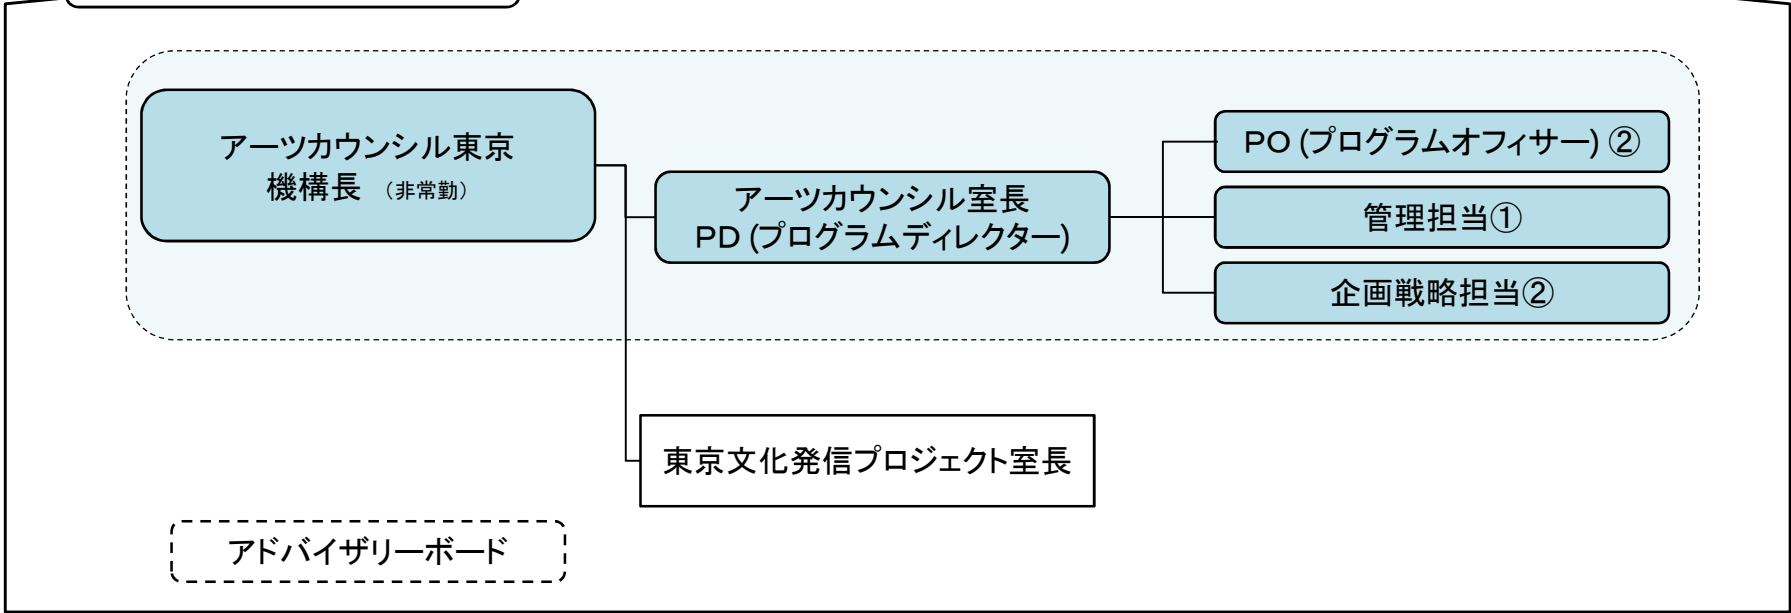 アーツカウンシル東京
機構長 （非常勤）
アーツカウンシル室長
PD (プログラムディレクター)
PO (プログラムオフィサー) ②
管理担当①
企画戦略担当②
東京文化発信プロジェクト室長
アドバイザリーボード